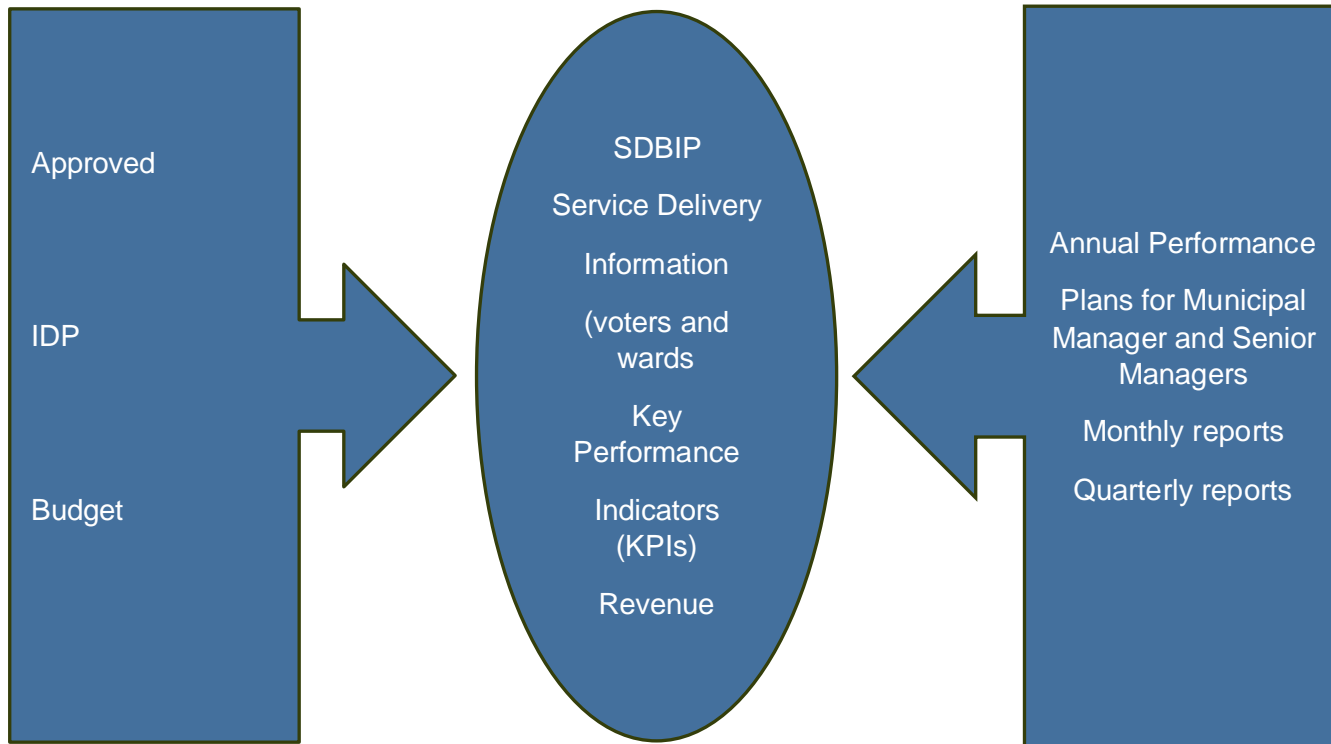 Approved
IDP
Budget
SDBIP
Service Delivery
Information
(voters and
wards
Key
Performance
Indicators
(KPIs)
Revenue
Annual Performance
Plans for Municipal
Manager and Senior
Managers
Monthly reports
Quarterly reports